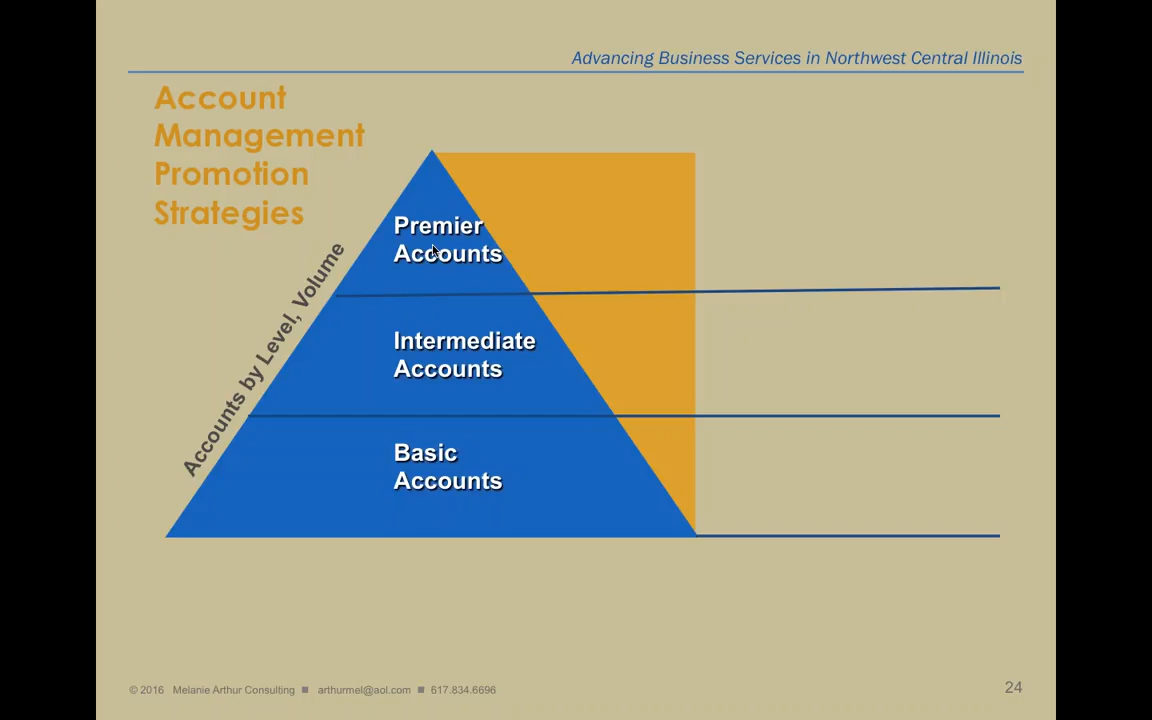 Advancing Business Services in Northwest Central Illinois
Account
Management
Promotion
Strategies
Accounts by Level, Volume
Premier
Accounts
Intermediate
Accounts
Basic
Accounts
© 2016 Melanie Arthur Consulting ■ arthurmel@aol.com ■ 617.834.6696
24